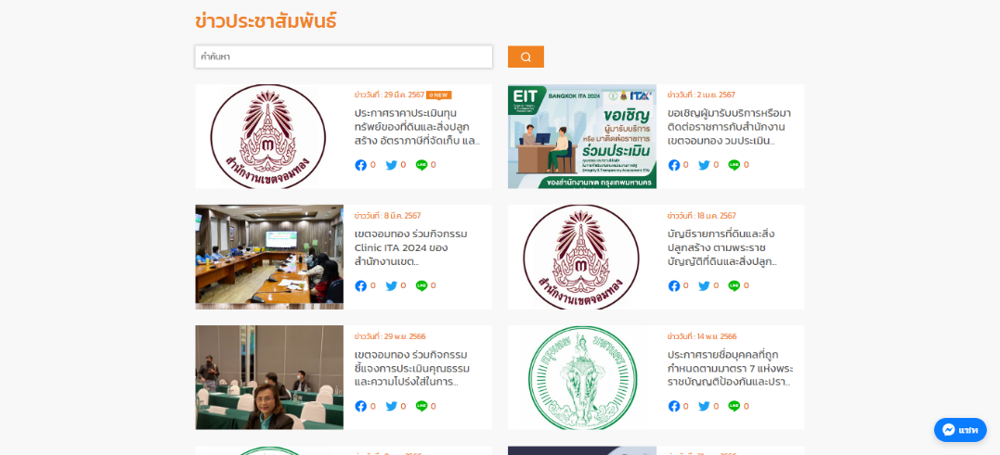 ข่าวประชาสัมพันธ์
คำค้นหา
ข่าววันที่ : 29 มี.ค. 2567 NEW
ประกาศราคาประเมินทุน
ทรัพย์ของที่ดินและสิ่งปลูก
สร้าง อัตราภาษีที่จัดเก็บ แล...
0 0 0
สำนักงานเขตจอมทอง
ข่าววันที่ : 2 เม.ย. 2567
ขอเชิญผู้มารับบริการหรือมา
ติดต่อราชการกับสำนักงาน
เขตจอมทอง วมประเมิน...
0 0 0
EIT
BANGKOK ITA 2024
ITA
ขอเชิญ
ผู้มารับบริการ
หรือ มาติดต่อราชการ
ร่วมประเมิน
ของสำนักงานเขต กรุงเทพมหานคร
ข่าววันที่ : 8 มี.ค. 2567
เขตจอมทอง ร่วมกิจกรรม
Clinic ITA 2024 ของ
สำนักงานเขต...
0 0 0
สำนักงานเขตจอมทอง
ข่าววันที่ : 18 ม.ค. 2567
บัญชีรายการที่ดินและสิ่ง
ปลูกสร้าง ตามพระราช
บัญญัติที่ดินและสิ่งปลูก...
0 0 0
ข่าววันที่ : 29 พ.ย. 2566
เขตจอมทอง ร่วมกิจกรรม
ชี้แจงการประเมินคุณธรรม
และความโปร่งใสในการ...
0 0 0
กรุงเทพมหานคร
ข่าววันที่ : 14 พ.ย. 2566
ประกาศรายชื่อบุคคลที่ถูก
กำหนดตามมาตรา 7 แห่งพระ
ราชบัญญัติป้องกันและปรา...
0 0 0
แชท